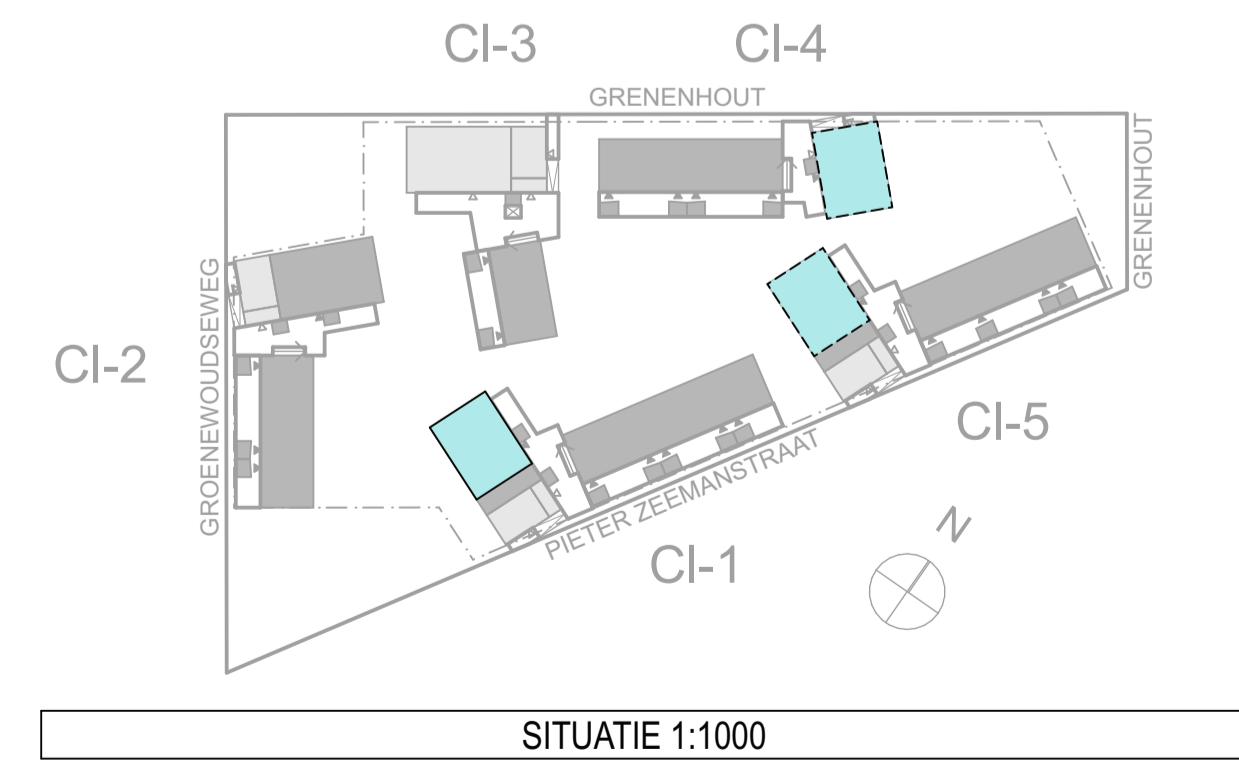 CI-3
CI-4
GRENENHOUT
GRENENHOUT
GROENEWOUDSEWEG
CI-2
CI-5
PIETER ZEEMANSTRAAT
CI-1
N
SITUATIE 1:1000